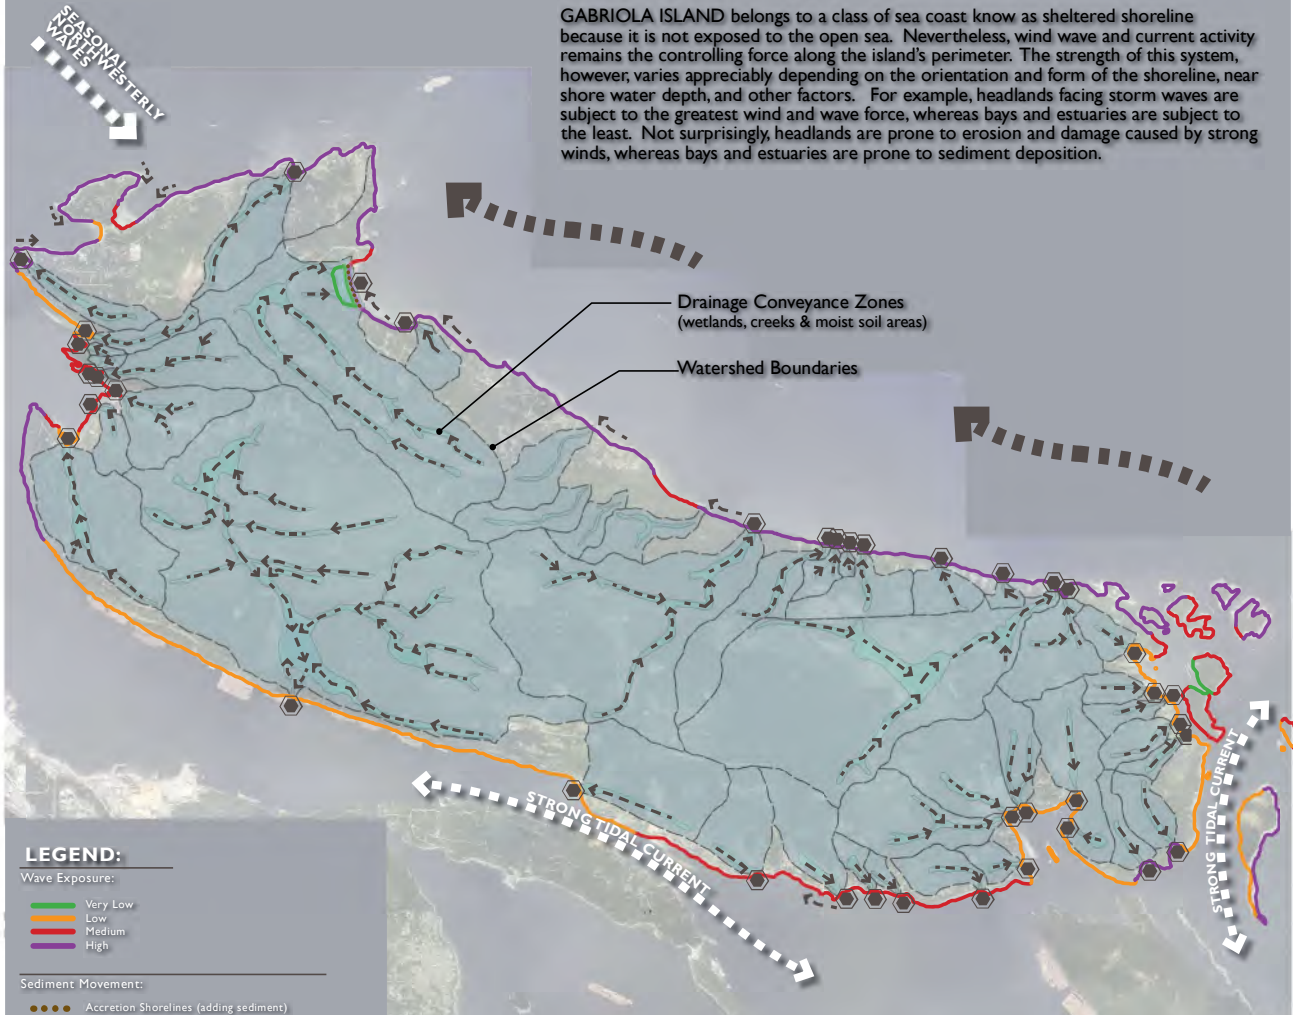 SEASONAL
NORTHWESTERLY
WAVES
GABRIOLA ISLAND belongs to a class of sea coast know as sheltered shoreline
because it is not exposed to the open sea. Nevertheless, wind wave and current activity
remains the controlling force along the island's perimeter. The strength of this system,
however, varies appreciably depending on the orientation and form of the shoreline, near
shore water depth, and other factors. For example, headlands facing storm waves are
subject to the greatest wind and wave force, whereas bays and estuaries are subject to
the least. Not surprisingly, headlands are prone to erosion and damage caused by strong
winds, whereas bays and estuaries are prone to sediment deposition.
Drainage Conveyance Zones
(wetlands, creeks & moist soil areas)
Watershed Boundaries
STRONG TIDAL CURRENT
STRONG TIDAL CURRENT
LEGEND:
Wave Exposure:
Very Low
Low
Medium
High
Sediment Movement:
Accretion Shorelines (adding sediment)